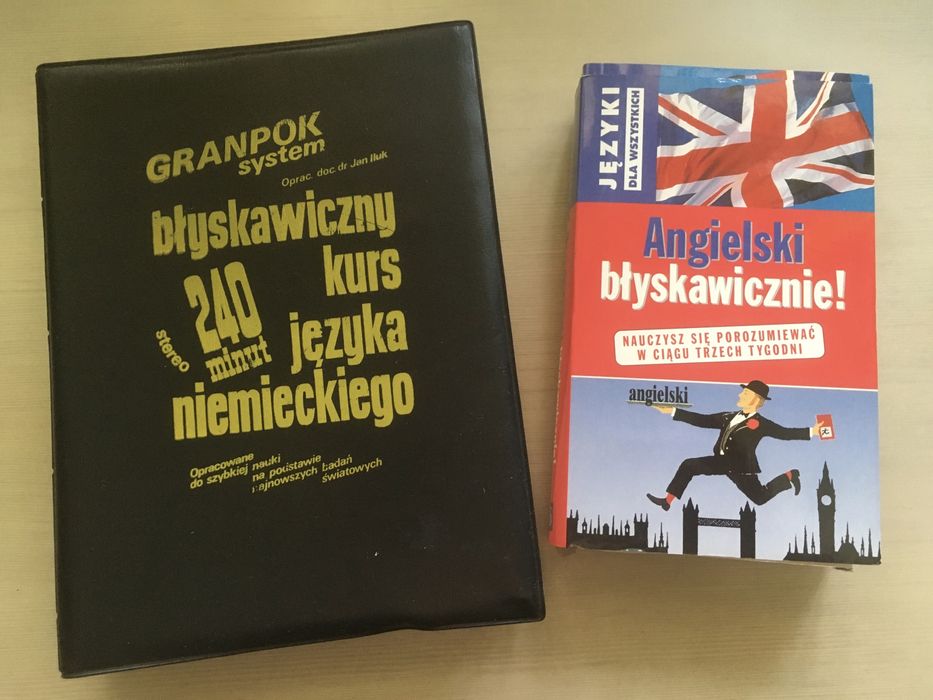 GRANPOK
system
Oprac. doc. dr Jan Iluk
błyskawiczny
kurs
240
minut
stereo
języka
niemieckiego
Opracowane
do szybkiej nauki
na podstawie
najnowszych badań
światowych
JĘZYKI
DLA WSZYSTKICH
Angielski
błyskawicznie!
NAUCZYSZ SIĘ POROZUMIEWAĆ
W CIĄGU TRZECH TYGODNI
angielski